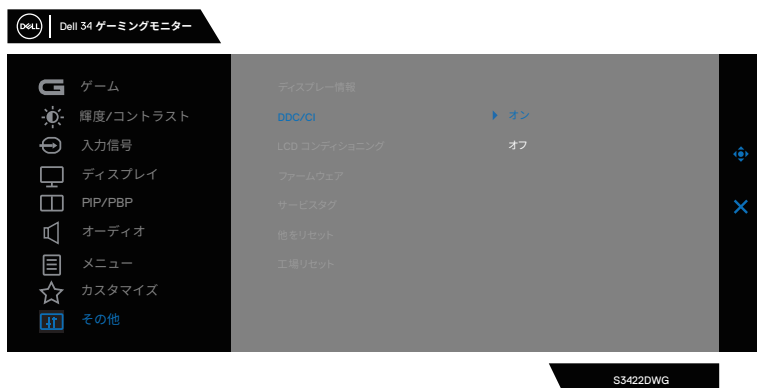 DELL
Dell 34 ゲーミングモニター
ゲーム
輝度/コントラスト
入力信号
ディスプレイ
PIP/PBP
オーディオ
メニュー
カスタマイズ
その他
ディスプレー情報
DDC/CI
オン
LCD コンディショニング
オフ
ファームウェア
サービスタグ
他をリセット
工場リセット
S3422DWG